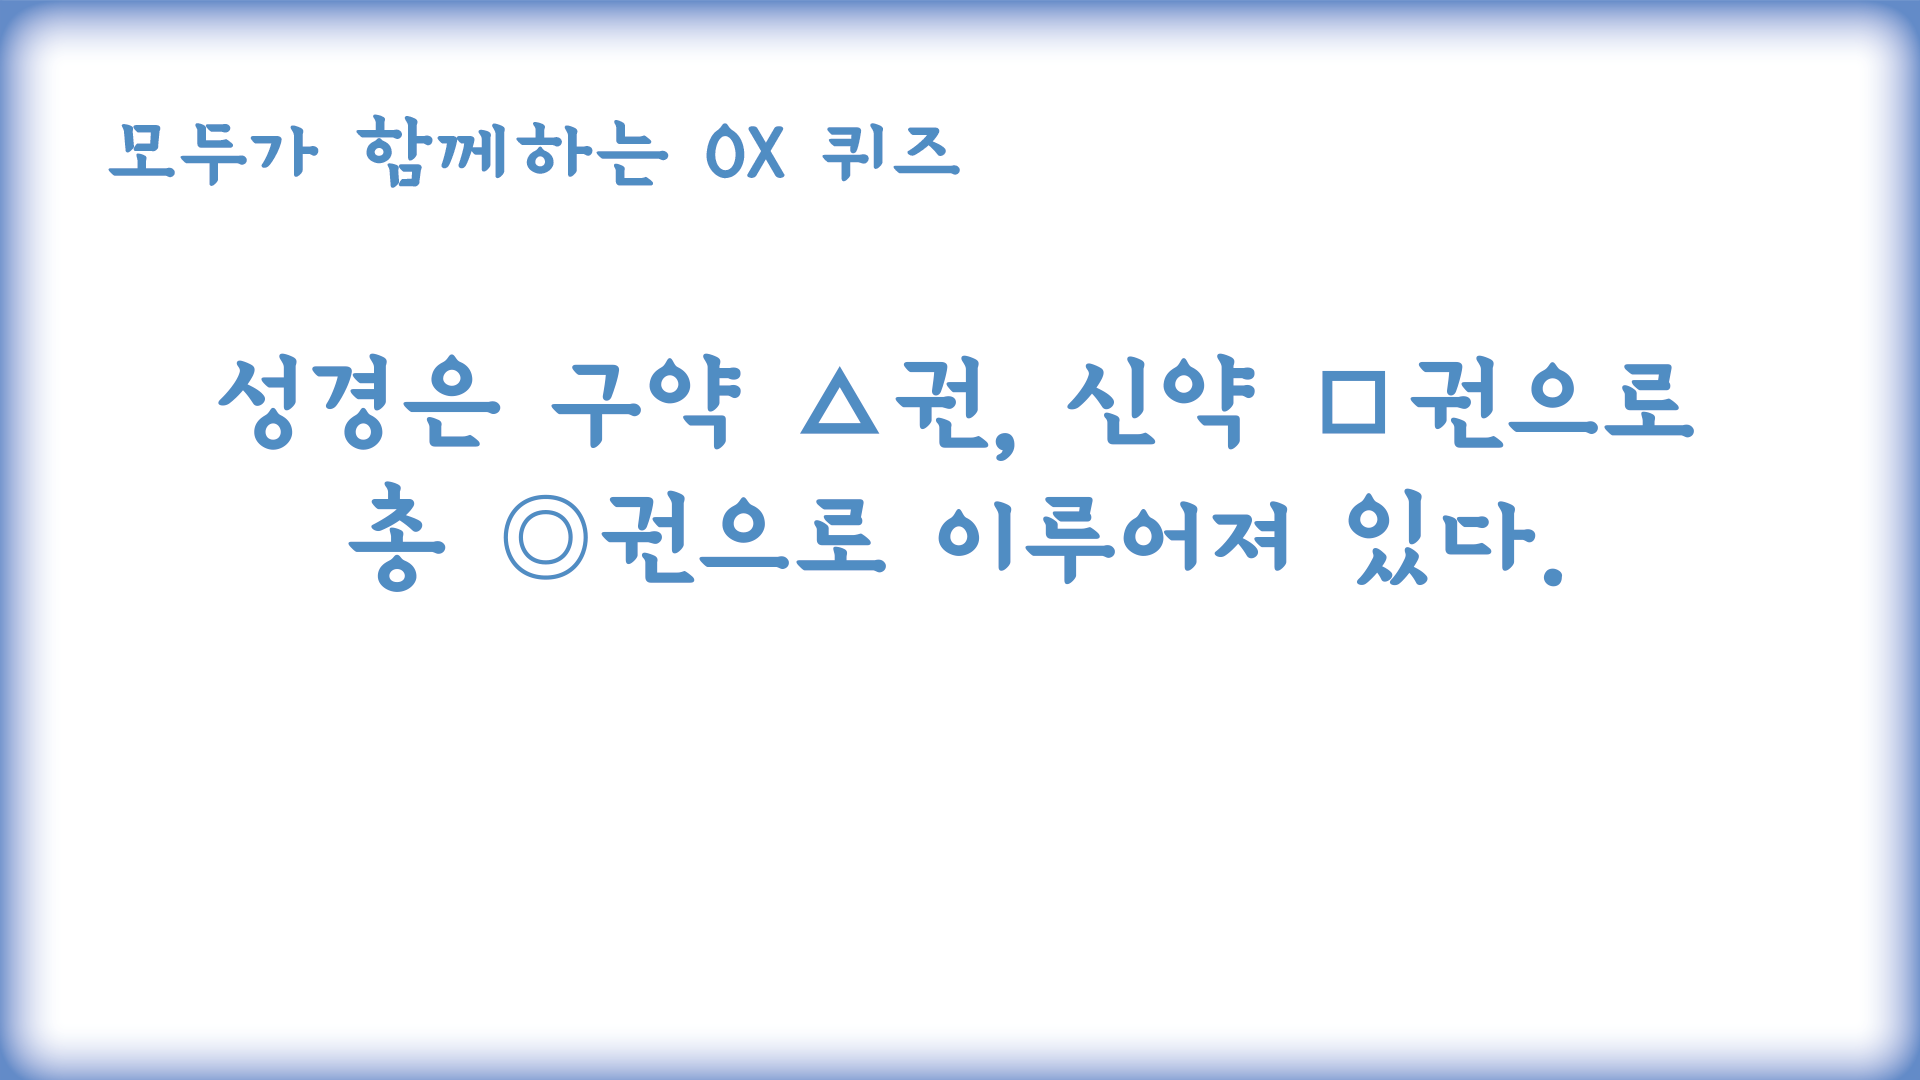 모두가 함께하는 OX 퀴즈
성경은 구약 △권, 신약 □권으로
총 ◎권으로 이루어져 있다.